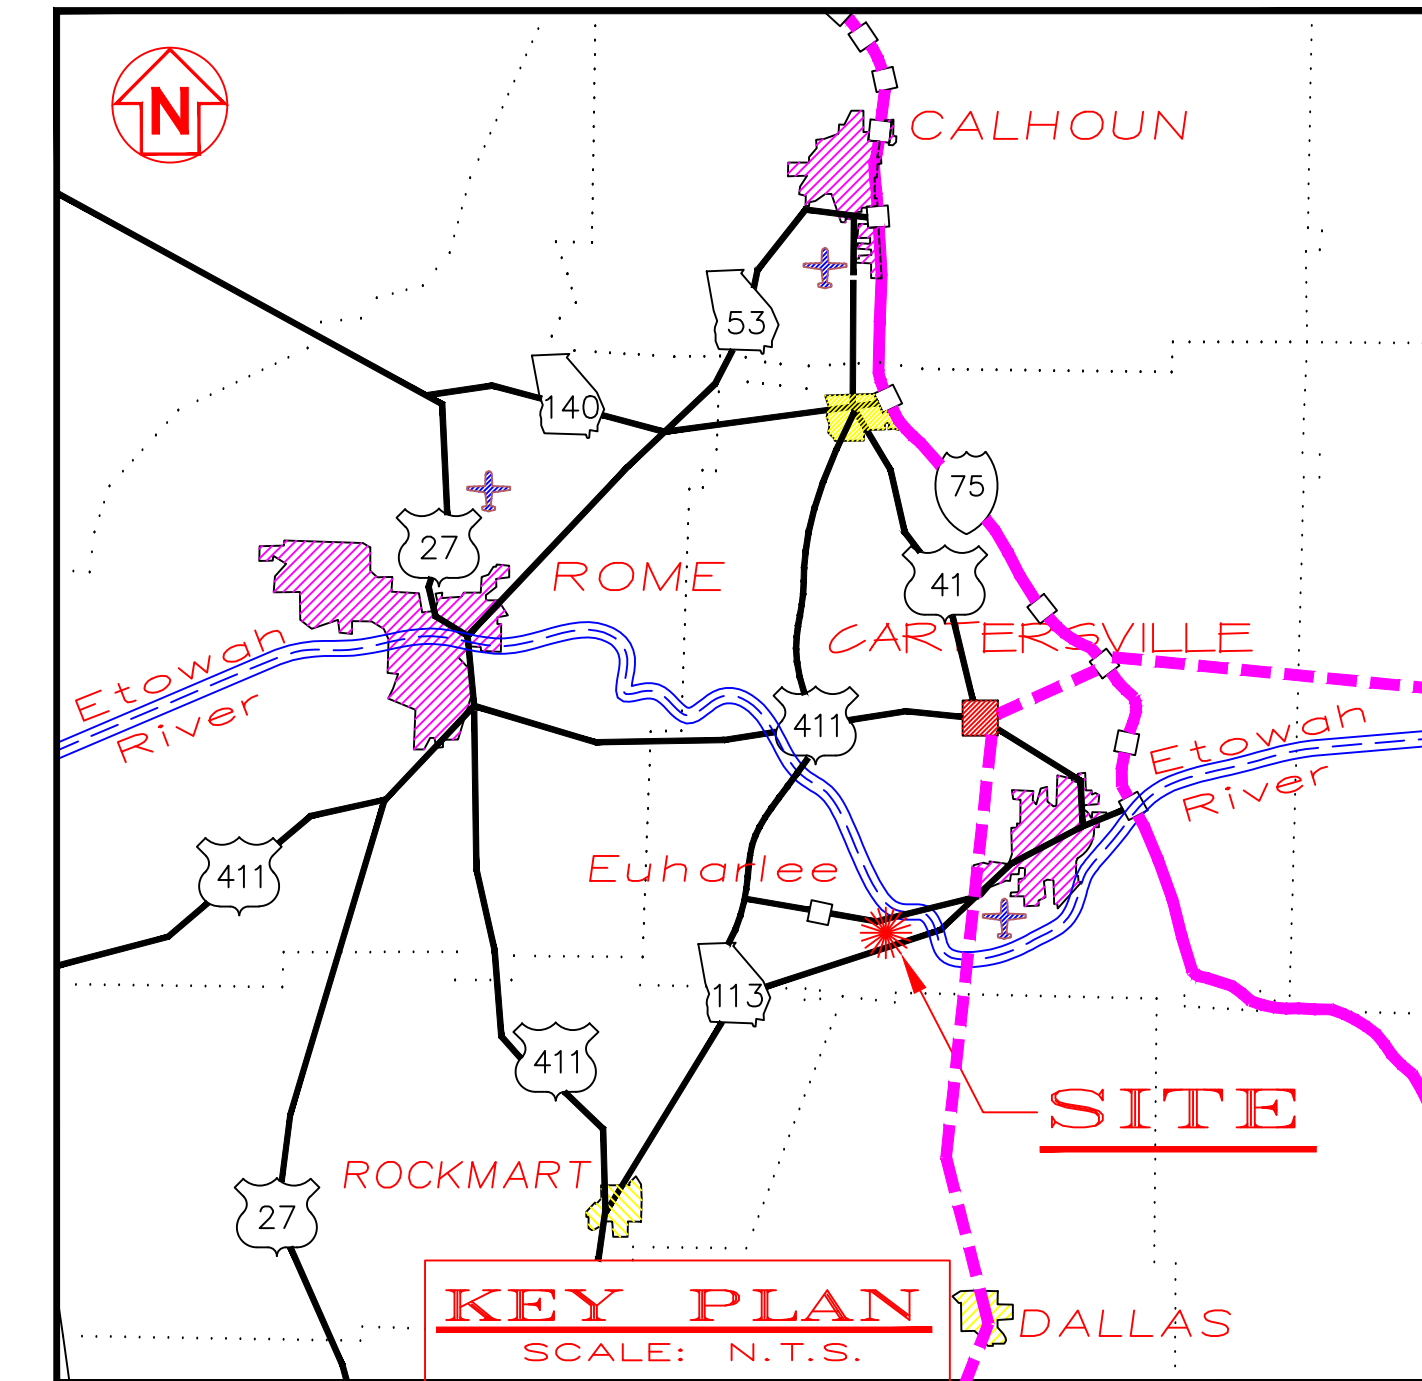 N
CALHOUN
53
140
75
27
ROME
41
CARTERSVILLE
Etowah
River
411
Etowah
River
Euharlee
411
113
411
SITE
ROCKMART
27
KEY PLAN
SCALE: N.T.S.
DALLAS